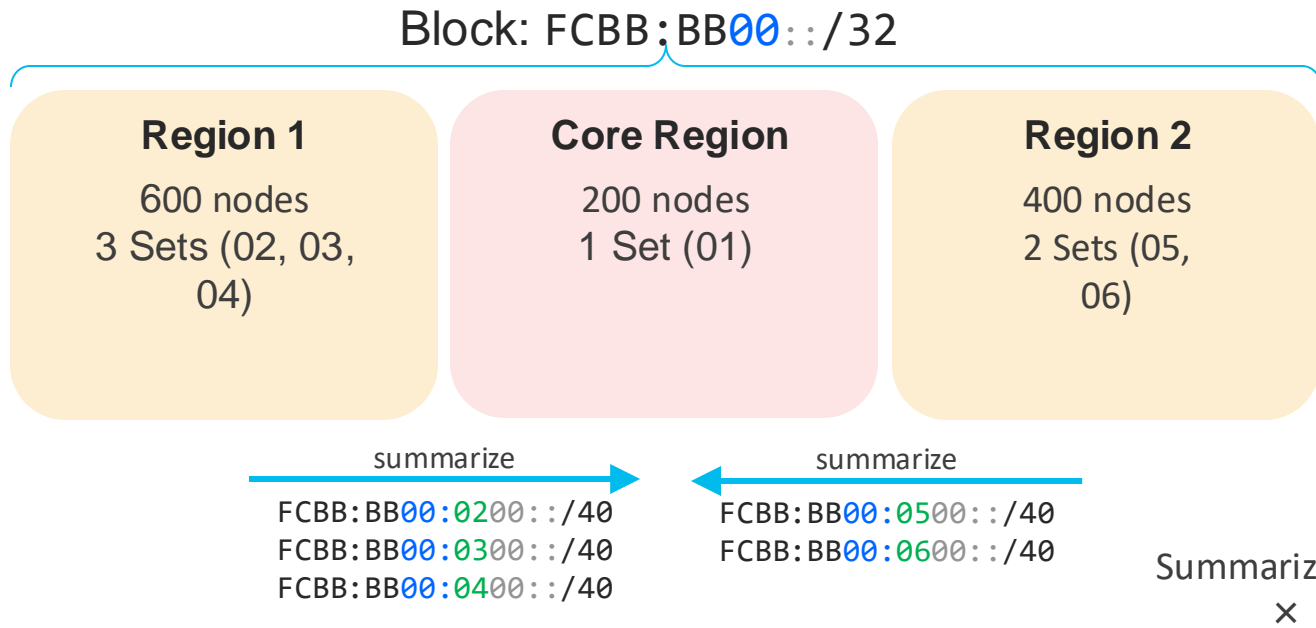 Block: FCBB:BB00::/32
Region 1
600 nodes
3 Sets (02, 03,
04)
Core Region
200 nodes
1 Set (01)
Region 2
400 nodes
2 Sets (05,
06)
summarize
FCBB:BB00:0200::/40
FCBB:BB00:0300::/40
FCBB:BB00:0400::/40
summarize
FCBB:BB00:0500::/40
FCBB:BB00:0600::/40
Summariz
×